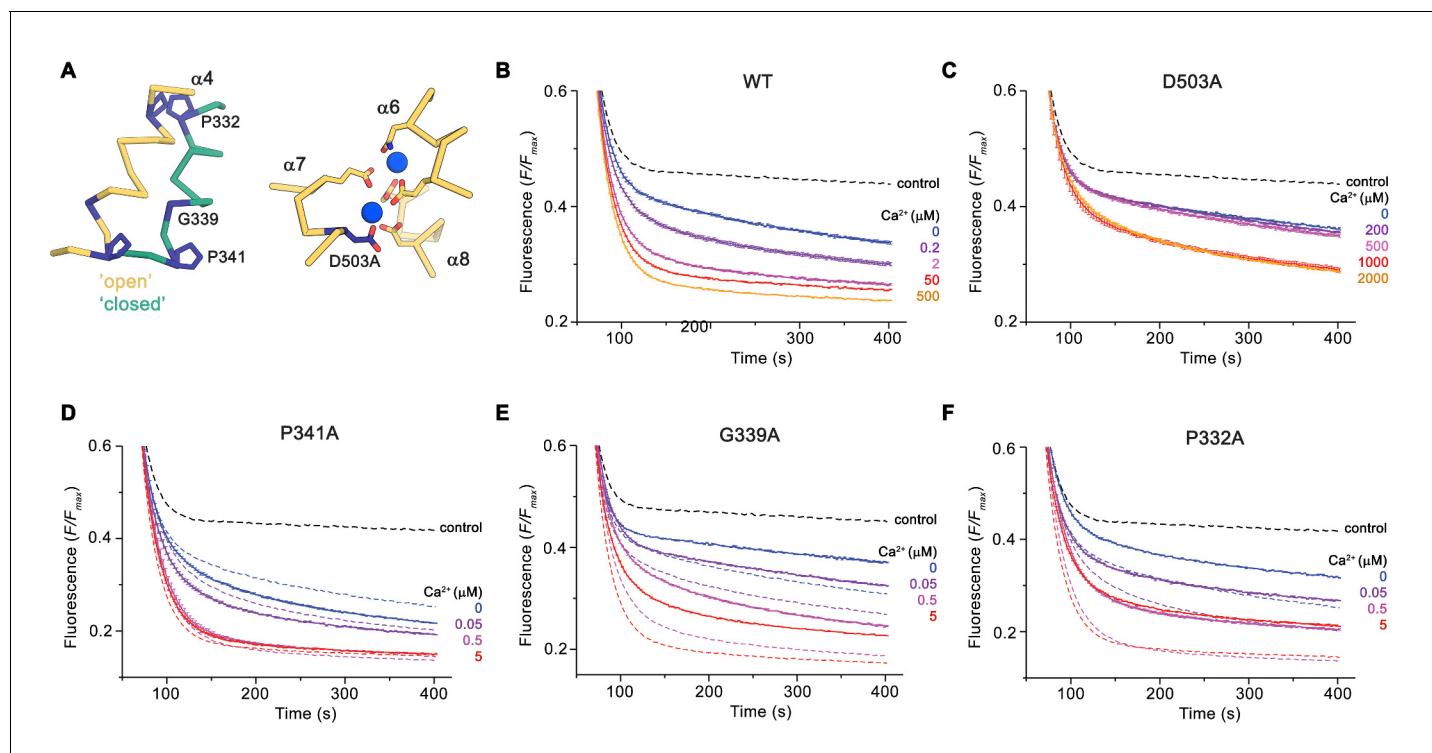 A
α4
P332
G339
P341
'open'
'closed'
α6
α7
D503A
α8
B
WT
Fluorescence (F/Fmax)
0.6
0.4
0.2
control
Ca2+ (μM)
0
0.2
2
50
500
100
200
300
400
Time (s)
C
D503A
Fluorescence (F/Fmax)
0.6
0.4
0.2
control
Ca2+ (μM)
0
200
500
1000
2000
100
200
300
400
Time (s)
D
P341A
Fluorescence (F/Fmax)
0.6
0.4
0.2
control
Ca2+ (μM)
0
0.05
0.5
5
100
200
300
400
Time (s)
E
G339A
Fluorescence (F/Fmax)
0.6
0.4
0.2
control
Ca2+ (μM)
0
0.05
0.5
5
100
200
300
400
Time (s)
F
P332A
Fluorescence (F/Fmax)
0.6
0.4
0.2
control
Ca2+ (μM)
0
0.05
0.5
5
100
200
300
400
Time (s)